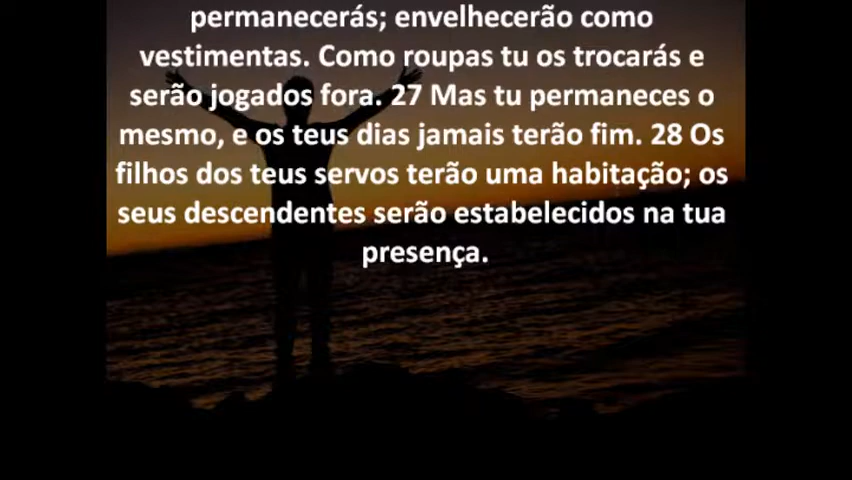 permanecerás; envelhecerão como
vestimentas. Como roupas tu os trocarás e
serão jogados fora. 27 Mas tu permaneces o
mesmo, e os teus dias jamais terão fim. 28 Os
filhos dos teus servos terão uma habitação; os
seus descendentes serão estabelecidos na tua
presença.